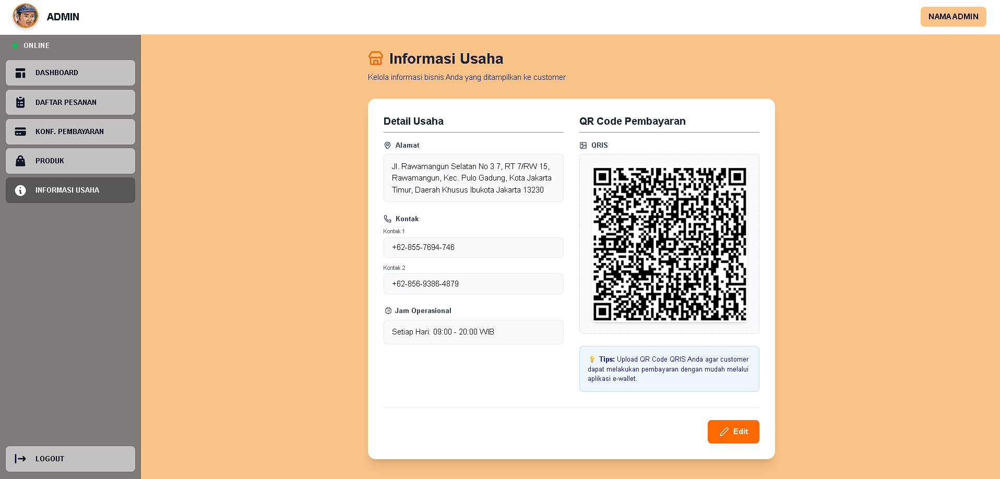 ADMIN
NAMA ADMIN
ONLINE
DASHBOARD
DAFTAR PESANAN
KONF. PEMBAYARAN
PRODUK
INFORMASI USAHA
LOGOUT
Informasi Usaha
Kelola informasi bisnis Anda yang ditampilkan ke customer
Detail Usaha
Alamat
Jl. Rawamangun Selatan No 3 7, RT 7/RW 15,
Rawamangun, Kec. Pulo Gadung, Kota Jakarta
Timur, Daerah Khusus Ibukota Jakarta 13230
Kontak
Kontak 1
+62-855-7694-746
Kontak 2
+62-856-9386-4879
Jam Operasional
Setiap Hari: 09:00 - 20:00 WIB
QR Code Pembayaran
QRIS
💡 Tips: Upload QR Code QRIS Anda agar customer
dapat melakukan pembayaran dengan mudah melalui
aplikasi e-wallet.
Edit